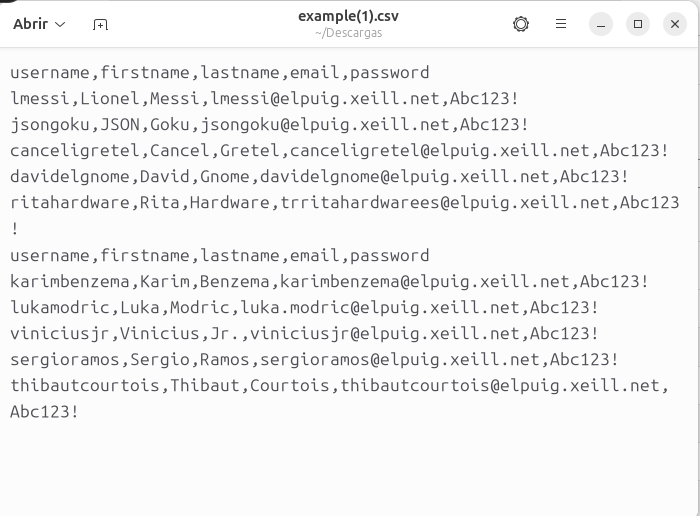 Abrir
example(1).csv
~/Descargas
username,firstname,lastname,email,password
lmessi,Lionel,Messi,lmessi@elpuig.xeill.net,Abc123!
jsongoku,JSON,Goku,jsongoku@elpuig.xeill.net,Abc123!
canceligretel,Cancel,Gretel,canceligretel@elpuig.xeill.net,Abc123!
davidelgnome,David,Gnome,davidelgnome@elpuig.xeill.net,Abc123!
ritahardware,Rita,Hardware,trritahardwarees@elpuig.xeill.net,Abc123
!
username,firstname,lastname,email,password
karimbenzema,Karim,Benzema,karimbenzema@elpuig.xeill.net,Abc123!
lukamodric,Luka,Modric,luka.modric@elpuig.xeill.net,Abc123!
viniciusjr,Vinicius,Jr.,viniciusjr@elpuig.xeill.net,Abc123!
sergioramos,Sergio,Ramos,sergioramos@elpuig.xeill.net,Abc123!
thibautcourtois,Thibaut,Courtois,thibautcourtois@elpuig.xeill.net,
Abc123!